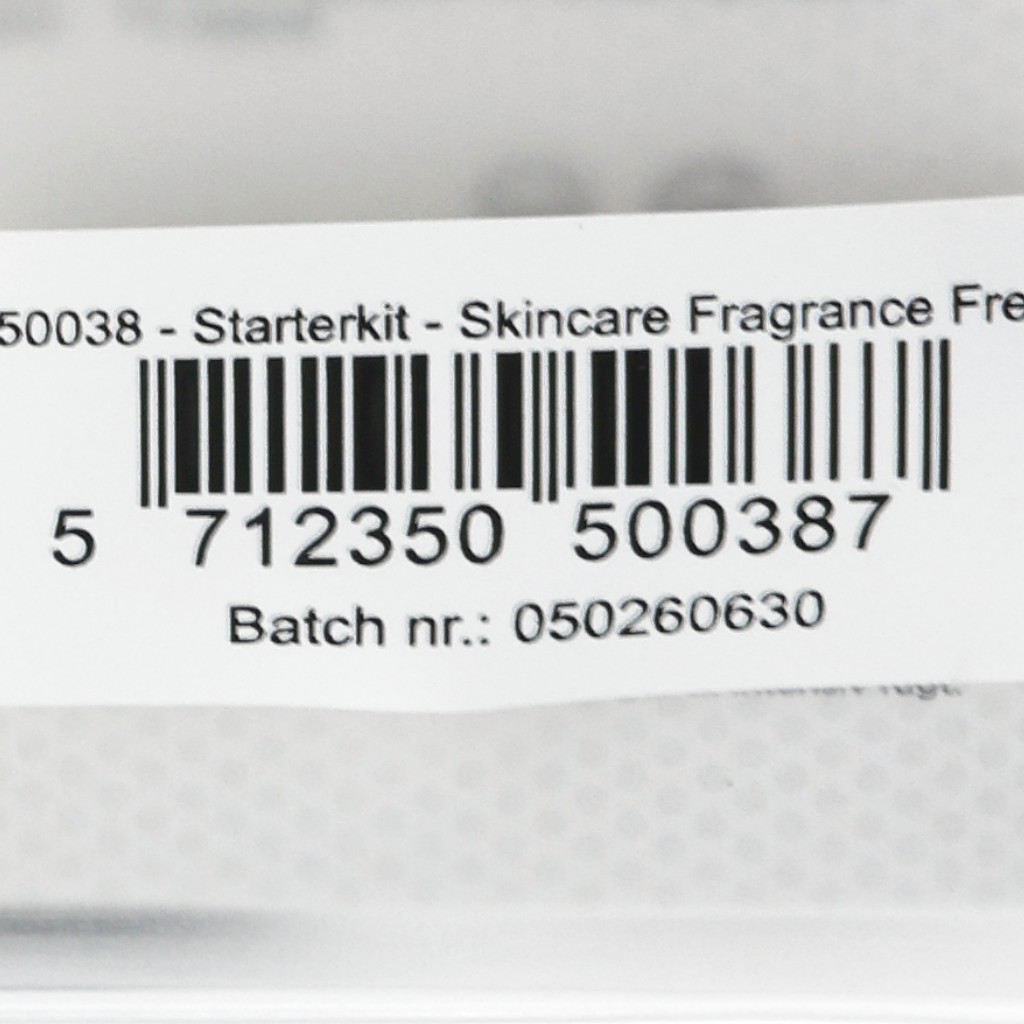 50038 - Starterkit - Skincare Fragrance Fre
5 712350 500387
Batch nr.: 050260630